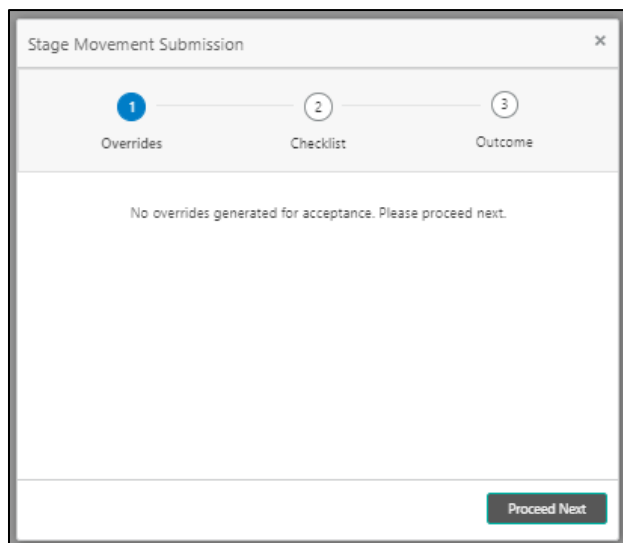 Stage Movement Submission ×
1 2 3
Overrides Checklist Outcome
No overrides generated for acceptance. Please proceed next.
Proceed Next